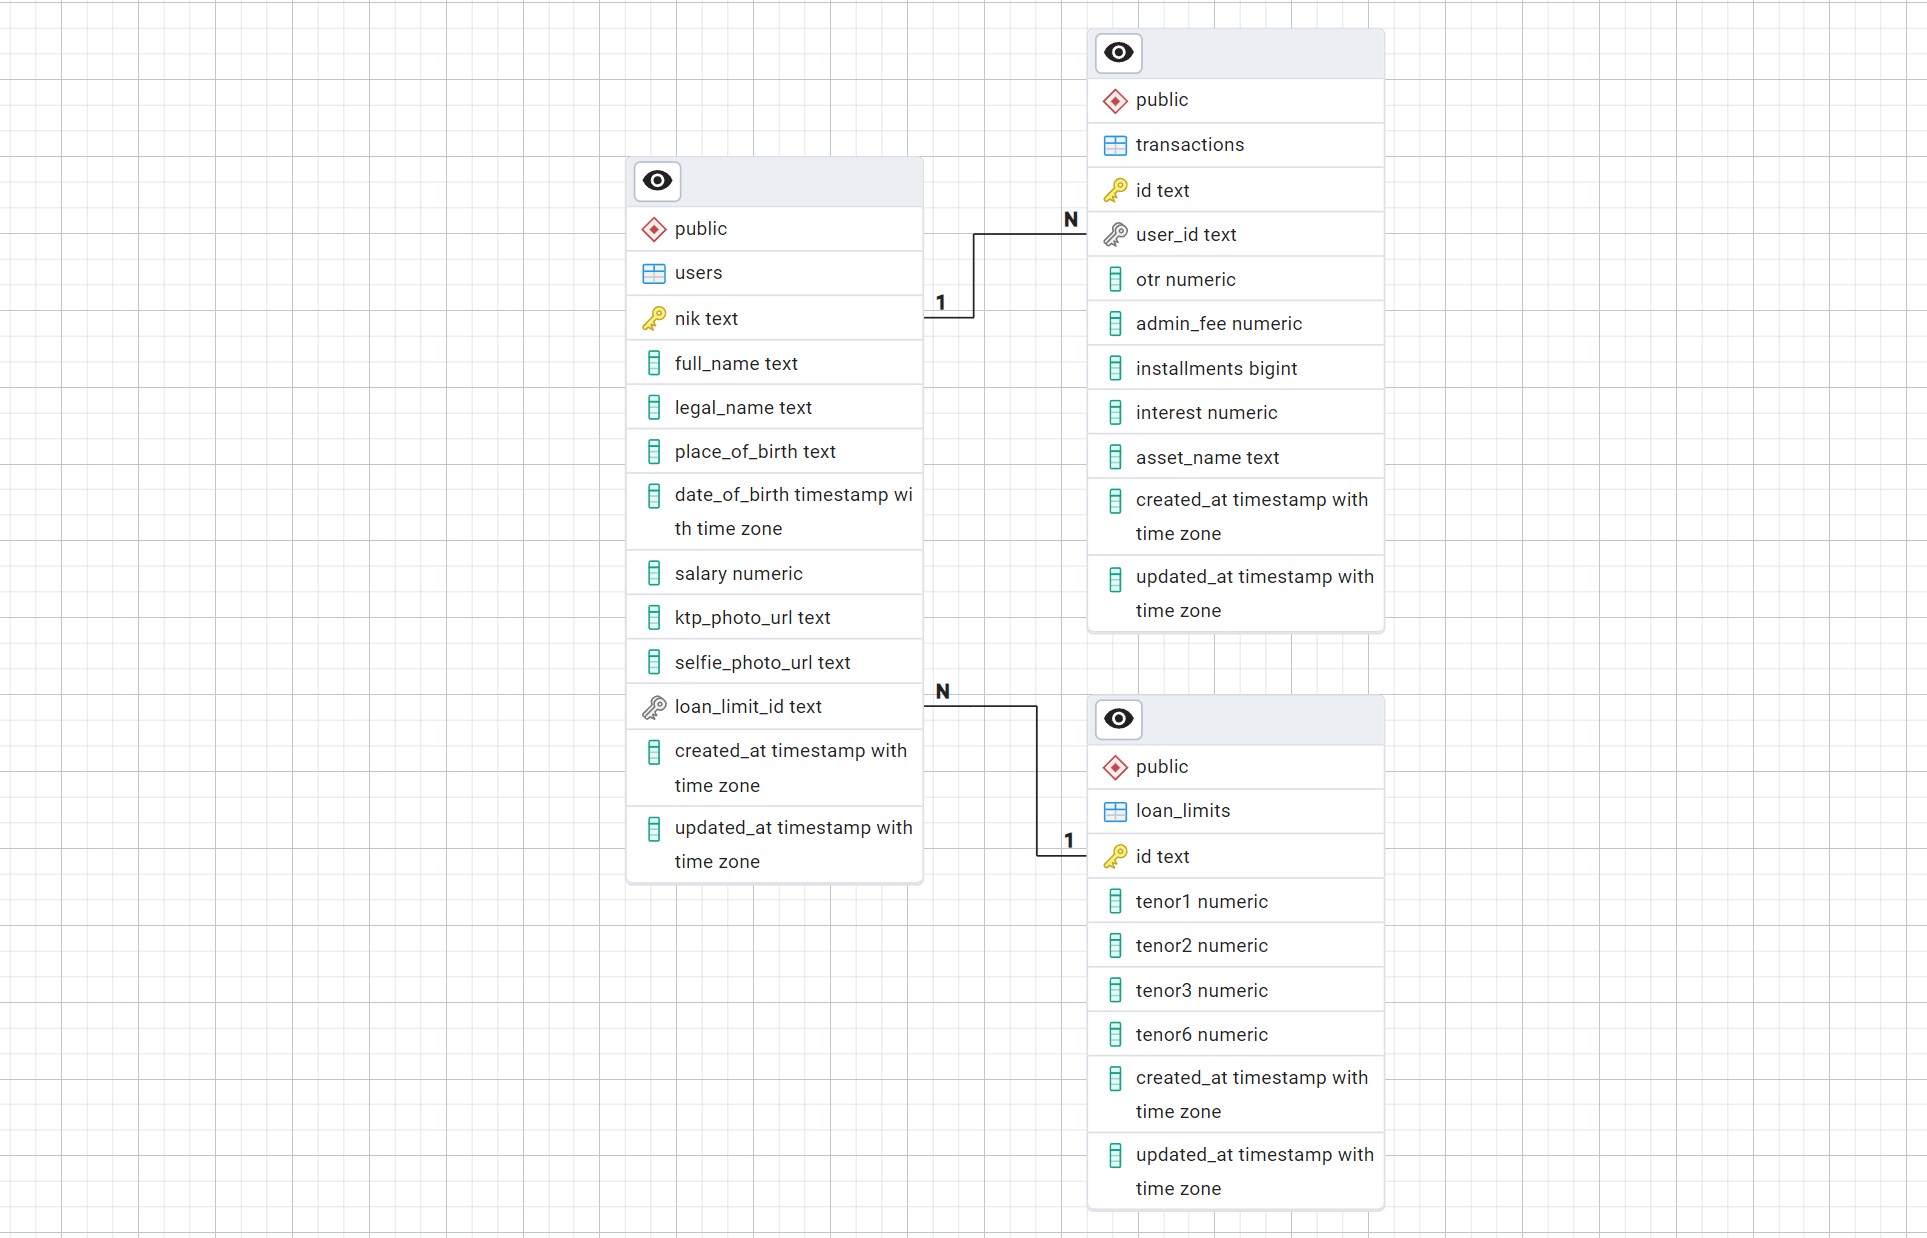 public
users
nik text
full_name text
legal_name text
place_of_birth text
date_of_birth timestamp wi
th time zone
salary numeric
ktp_photo_url text
selfie_photo_url text
loan_limit_id text
created_at timestamp with
time zone
updated_at timestamp with
time zone
1
N
N
1
public
transactions
id text
user_id text
otr numeric
admin_fee numeric
installments bigint
interest numeric
asset_name text
created_at timestamp with
time zone
updated_at timestamp with
time zone
public
loan_limits
id text
tenor1 numeric
tenor2 numeric
tenor3 numeric
tenor6 numeric
created_at timestamp with
time zone
updated_at timestamp with
time zone